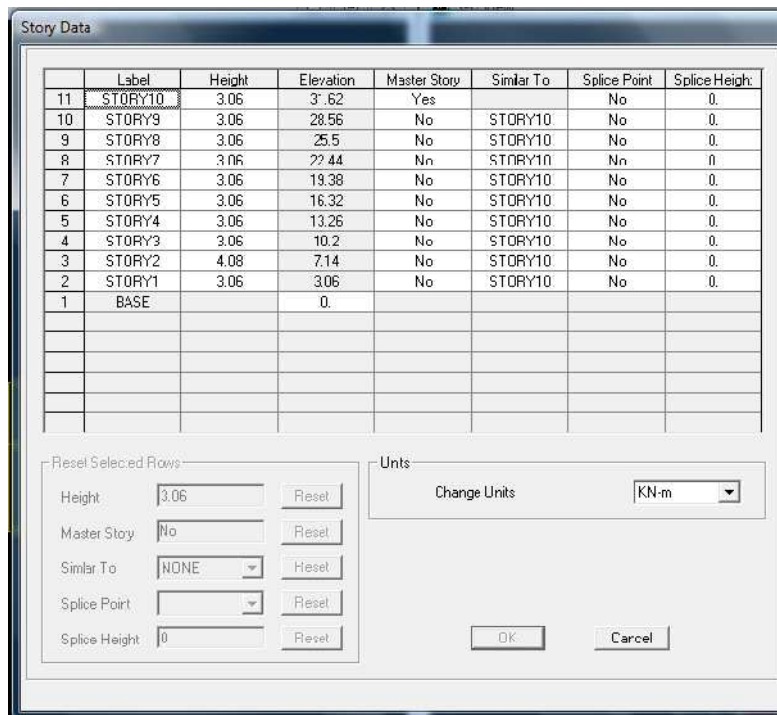 Story Data
Label Height Elevation Master Story Similar To Splice Point Splice Heigh:
11 STORY10 3.06 31.62 Yes No 0.
10 STORY9 3.06 28.56 No STORY10 No 0.
9 STORY8 3.06 25.5 No STORY10 No 0.
8 STORY7 3.06 22.44 No STORY10 No 0.
7 STORY6 3.06 19.38 No STORY10 No 0.
6 STORY5 3.06 16.32 No STORY10 No 0.
5 STORY4 3.06 13.26 No STORY10 No 0.
4 STORY3 3.06 10.2 No STORY10 No 0.
3 STORY2 4.08 7.14 No STORY10 No 0.
2 STORY1 3.06 3.06 No STORY10 No 0.
1 BASE 0.
Reset Selected Rows
Height 3.06 Reset
Master Story No Reset
Similar To NONE Reset
Splice Point Reset
Splice Height 0 Reset
Units
Change Units KN-m
OK Cancel